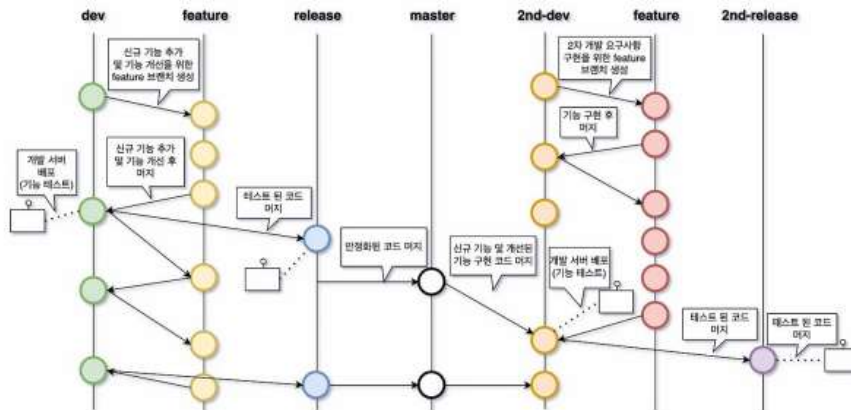 dev
feature
release
master
2nd-dev
feature
2nd-release
신규 기능 추가
및 기능 개선을 위한
feature 브랜치 생성
2차 개발 요구사항
구현을 위한 feature
브랜치 생성
기능 구현 후
머지
신규 기능 추가
및 기능 개선 후
머지
개발 서버
배포
(기능 테스트)
테스트 된 코드
머지
안정화된 코드 머지
신규 기능 및 개선된
기능 구현 코드 머지
개발 서버 배포
(기능 테스트)
테스트 된 코드
머지
테스트 된 코드
머지